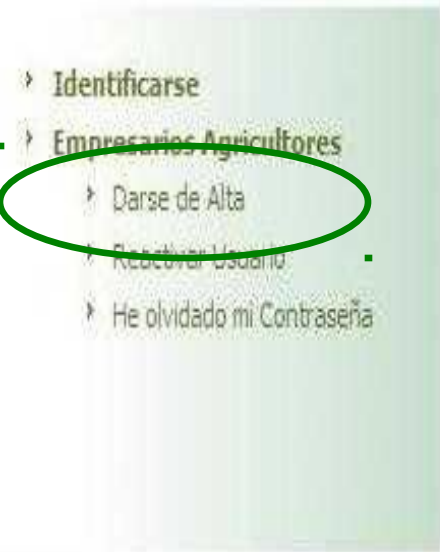 Identificarse
Empresarios Agricultores
Darse de Alta
Reactivar Usuario
He olvidado mi Contraseña